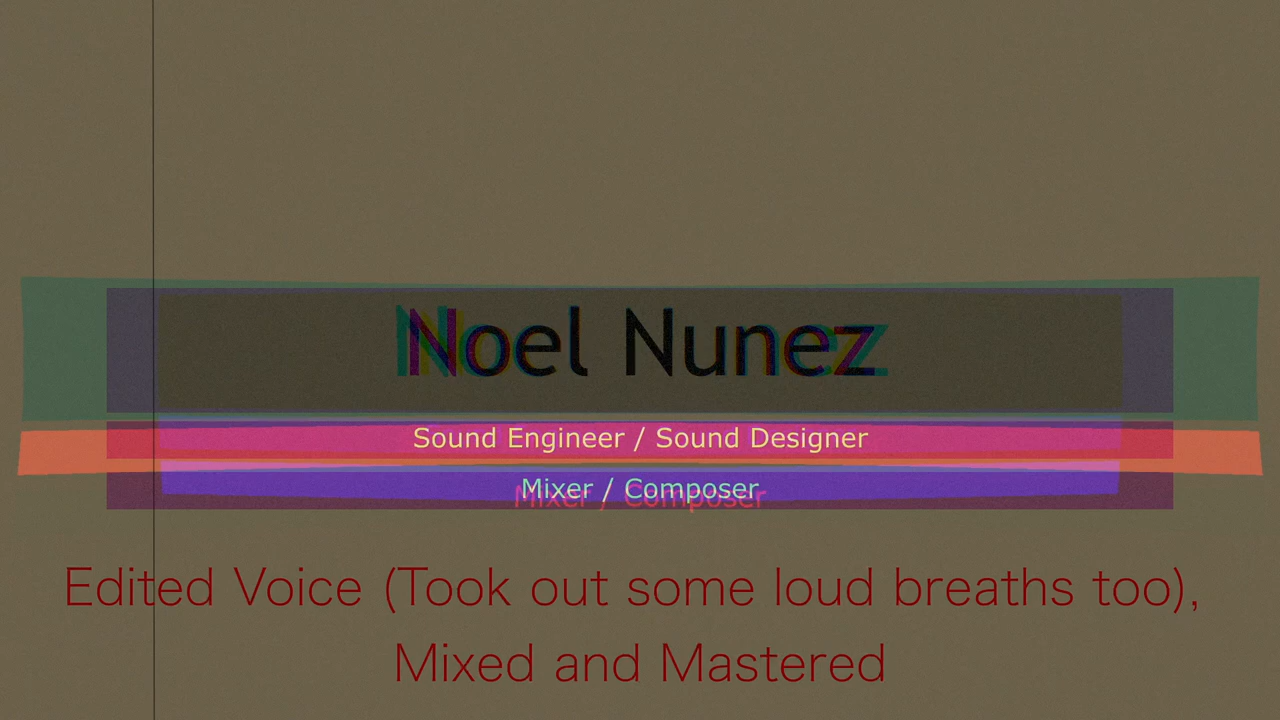 Noel Nunez
Sound Engineer / Sound Designer
Mixer / Composer
Edited Voice (Took out some loud breaths too),
Mixed and Mastered